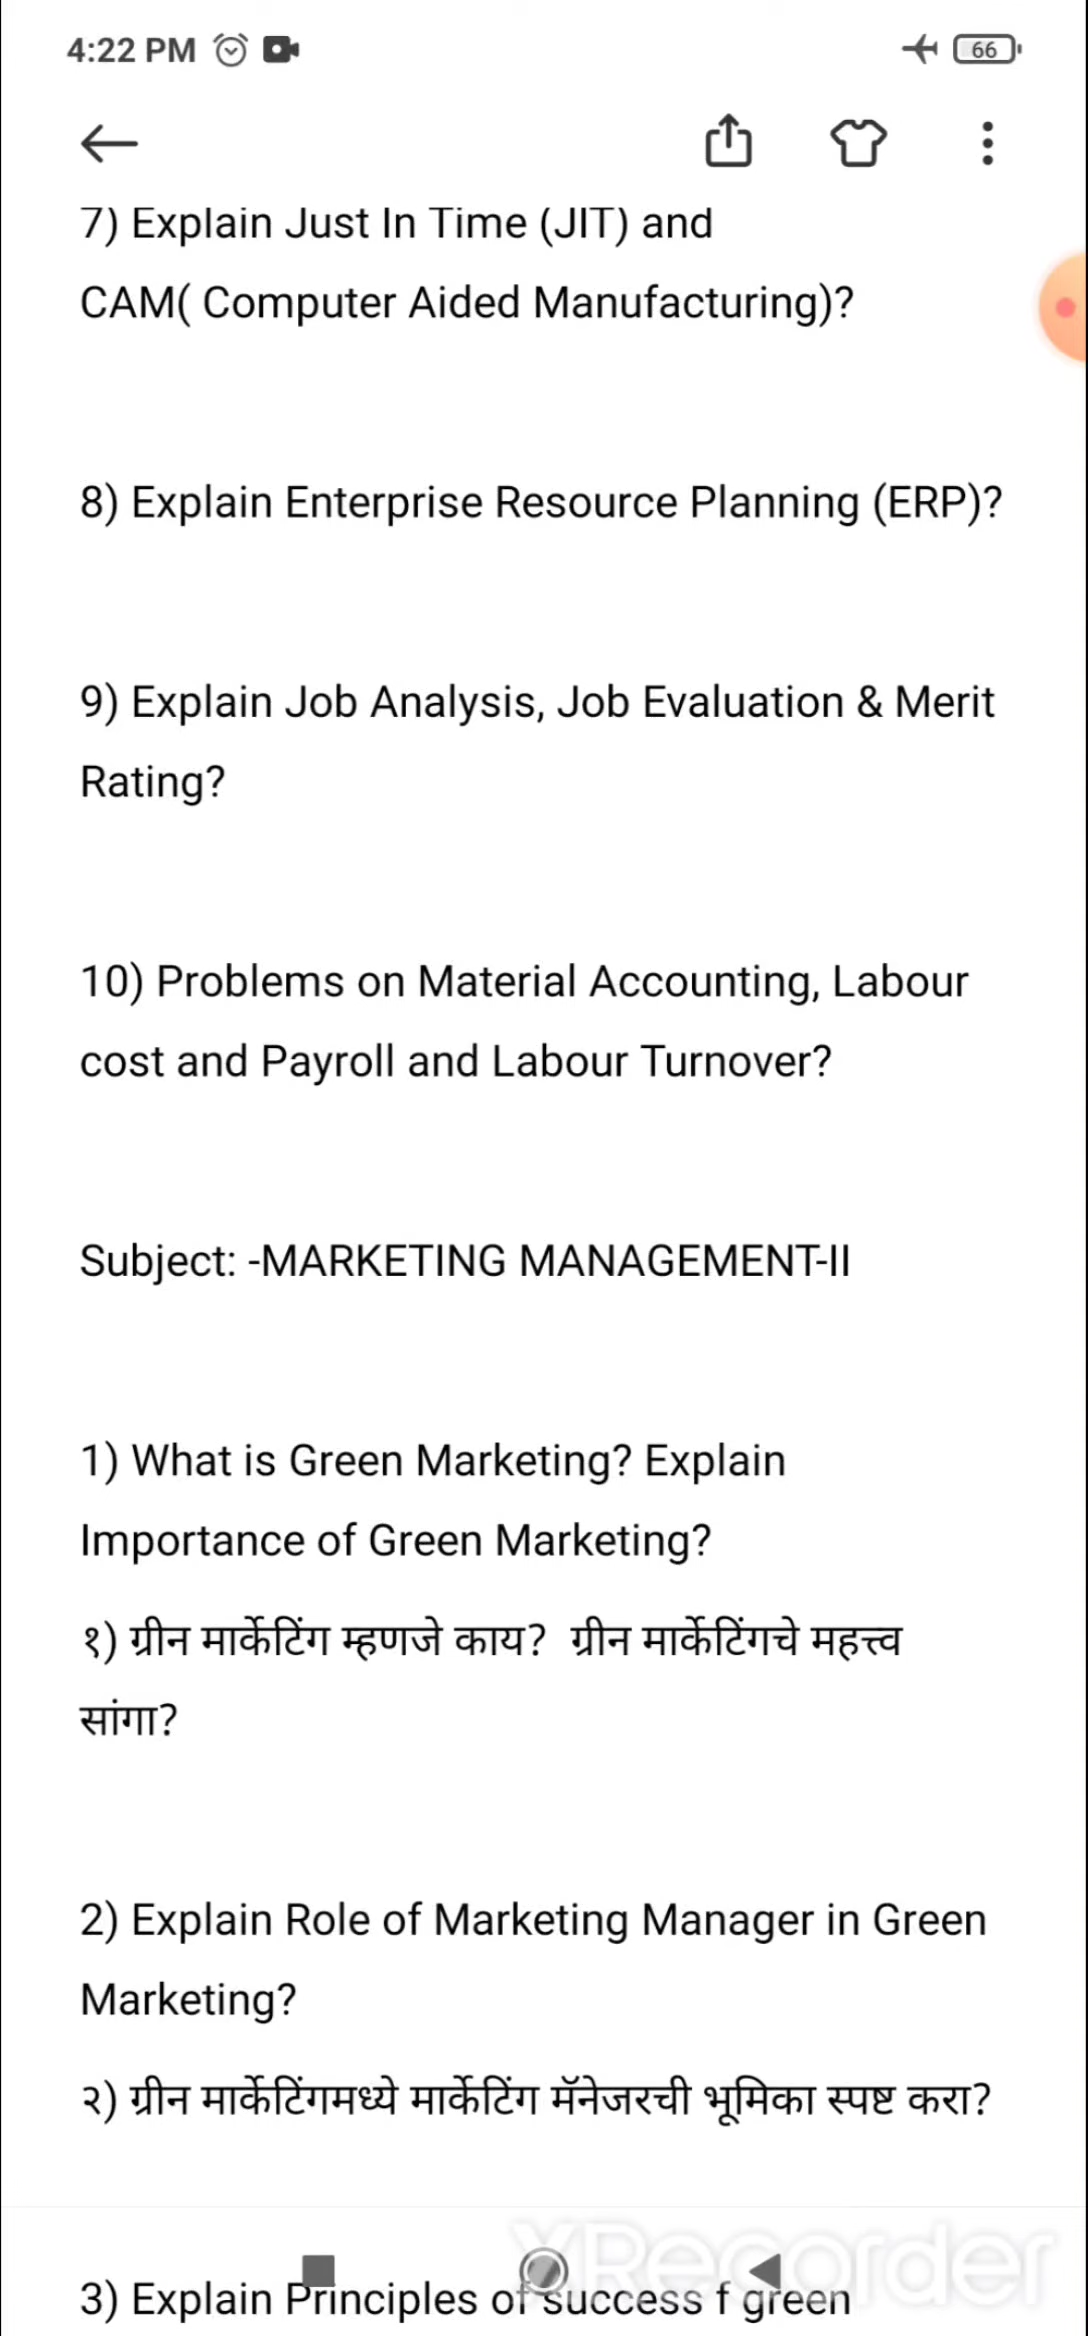 4:22 PM
66
7) Explain Just In Time (JIT) and
CAM( Computer Aided Manufacturing)?
8) Explain Enterprise Resource Planning (ERP)?
9) Explain Job Analysis, Job Evaluation & Merit
Rating?
10) Problems on Material Accounting, Labour
cost and Payroll and Labour Turnover?
Subject: -MARKETING MANAGEMENT-II
1) What is Green Marketing? Explain
Importance of Green Marketing?
१) ग्रीन मार्केटिंग म्हणजे काय? ग्रीन मार्केटिंगचे महत्त्व
सांगा?
2) Explain Role of Marketing Manager in Green
Marketing?
२) ग्रीन मार्केटिंगमध्ये मार्केटिंग मॅनेजरची भूमिका स्पष्ट करा?
XRecorder
3) Explain Principles of success f green